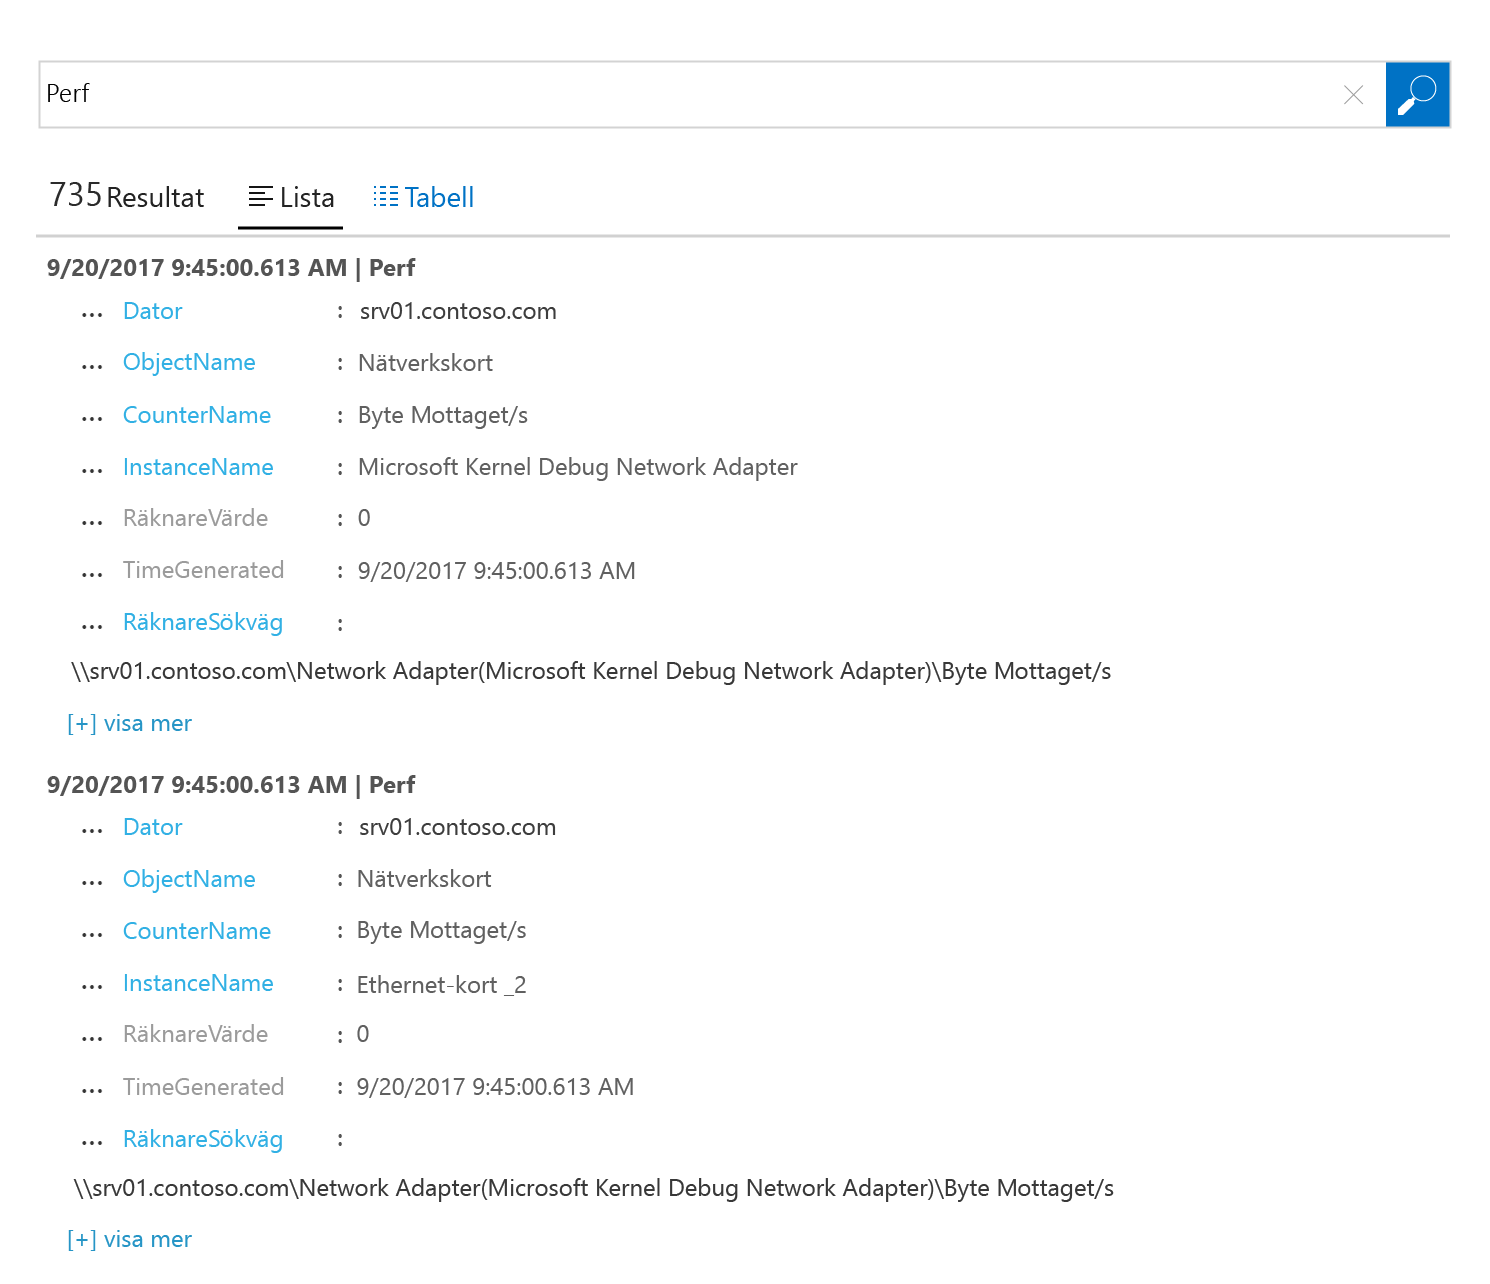 Perf
735 Resultat Lista Tabell
9/20/2017 9:45:00.613 AM | Perf
... Dator : srv01.contoso.com
... ObjectName : Nätverkskort
... CounterName : Byte Mottaget/s
... InstanceName : Microsoft Kernel Debug Network Adapter
... RäknareVärde : 0
... TimeGenerated : 9/20/2017 9:45:00.613 AM
... RäknareSökväg :
\\srv01.contoso.com\Network Adapter(Microsoft Kernel Debug Network Adapter)\Byte Mottaget/s
[+] visa mer
9/20/2017 9:45:00.613 AM | Perf
... Dator : srv01.contoso.com
... ObjectName : Nätverkskort
... CounterName : Byte Mottaget/s
... InstanceName : Ethernet-kort _2
... RäknareVärde : 0
... TimeGenerated : 9/20/2017 9:45:00.613 AM
... RäknareSökväg :
\\srv01.contoso.com\Network Adapter(Microsoft Kernel Debug Network Adapter)\Byte Mottaget/s
[+] visa mer